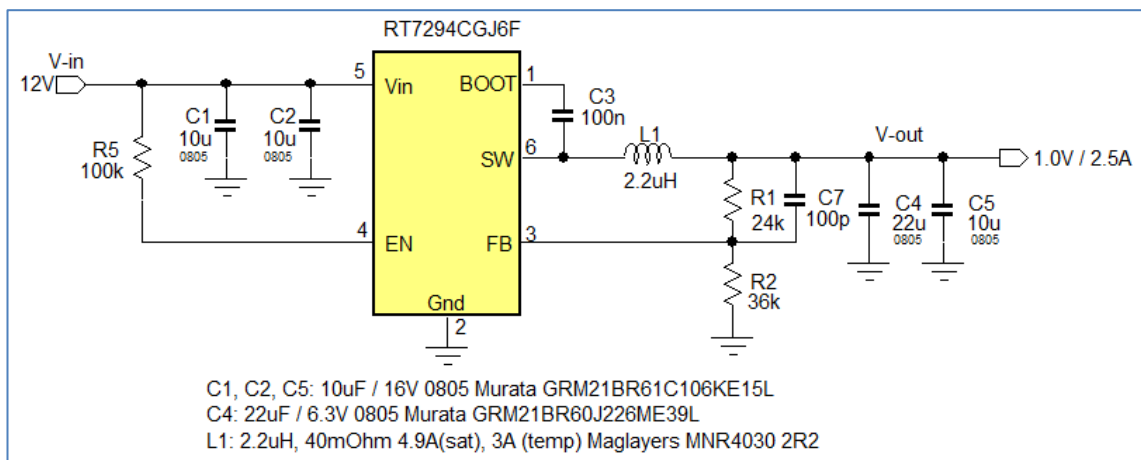 RT7294CGJ6F
V-in
12V
5
Vin
BOOT
1
C3
100n
C1
10u
0805
C2
10u
0805
R5
100k
SW
6
L1
2.2uH
V-out
1.0V / 2.5A
R1
24k
C7
100p
C4
22u
0805
C5
10u
0805
4
EN
FB
3
R2
36k
Gnd
2
C1, C2, C5: 10uF / 16V 0805 Murata GRM21BR61C106KE15L
C4: 22uF / 6.3V 0805 Murata GRM21BR60J226ME39L
L1: 2.2uH, 40mOhm 4.9A(sat), 3A (temp) Maglayers MNR4030 2R2